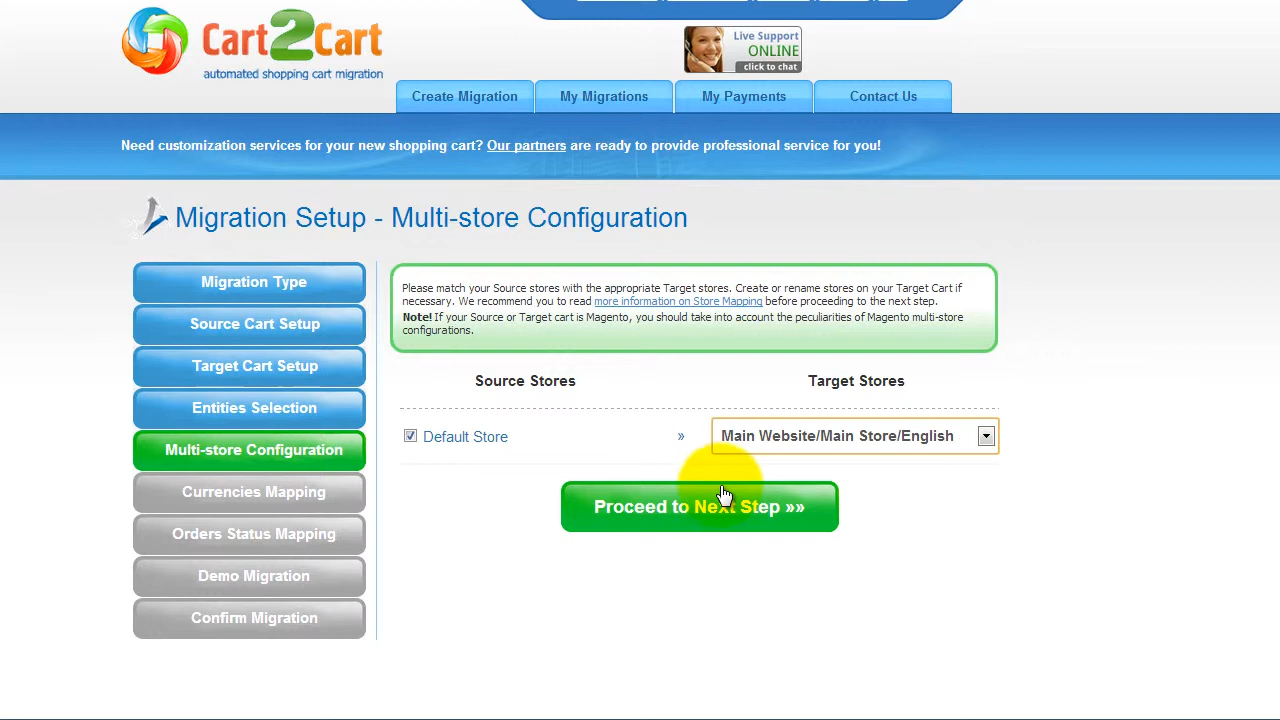 Cart2Cart
automated shopping cart migration
Live Support
ONLINE
click to chat
Create Migration
My Migrations
My Payments
Contact Us
Need customization services for your new shopping cart? Our partners are ready to provide professional service for you!
Migration Setup - Multi-store Configuration
Migration Type
Source Cart Setup
Target Cart Setup
Entities Selection
Multi-store Configuration
Currencies Mapping
Orders Status Mapping
Demo Migration
Confirm Migration
Please match your Source stores with the appropriate Target stores. Create or rename stores on your Target Cart if
necessary. We recommend you to read more information on Store Mapping before proceeding to the next step.
Note! If your Source or Target cart is Magento, you should take into account the peculiarities of Magento multi-store
configurations.
Source Stores
Target Stores
Default Store
»
Main Website/Main Store/English
Proceed to Next Step »»